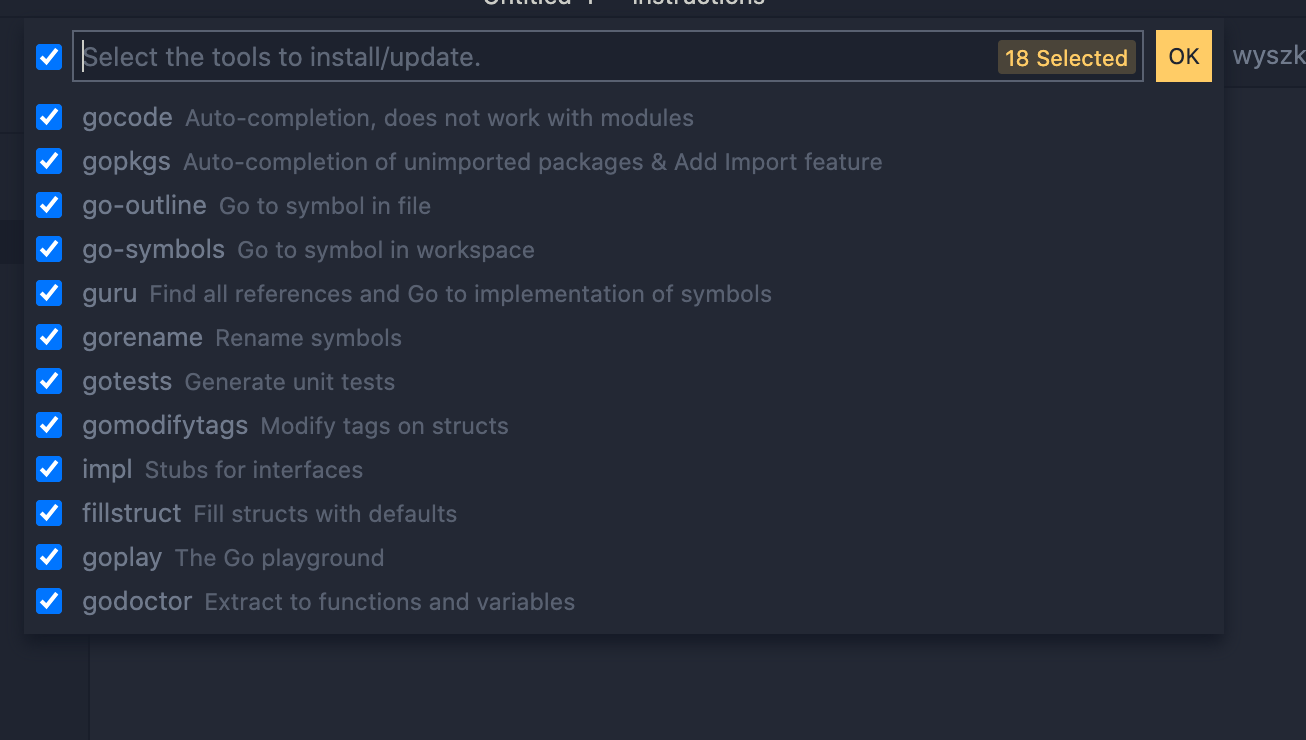 Untitled-1 — instructions
Select the tools to install/update. 18 Selected OK wyszk
gocode Auto-completion, does not work with modules
gopkgs Auto-completion of unimported packages & Add Import feature
go-outline Go to symbol in file
go-symbols Go to symbol in workspace
guru Find all references and Go to implementation of symbols
gorename Rename symbols
gotests Generate unit tests
gomodifytags Modify tags on structs
impl Stubs for interfaces
fillstruct Fill structs with defaults
goplay The Go playground
godoctor Extract to functions and variables